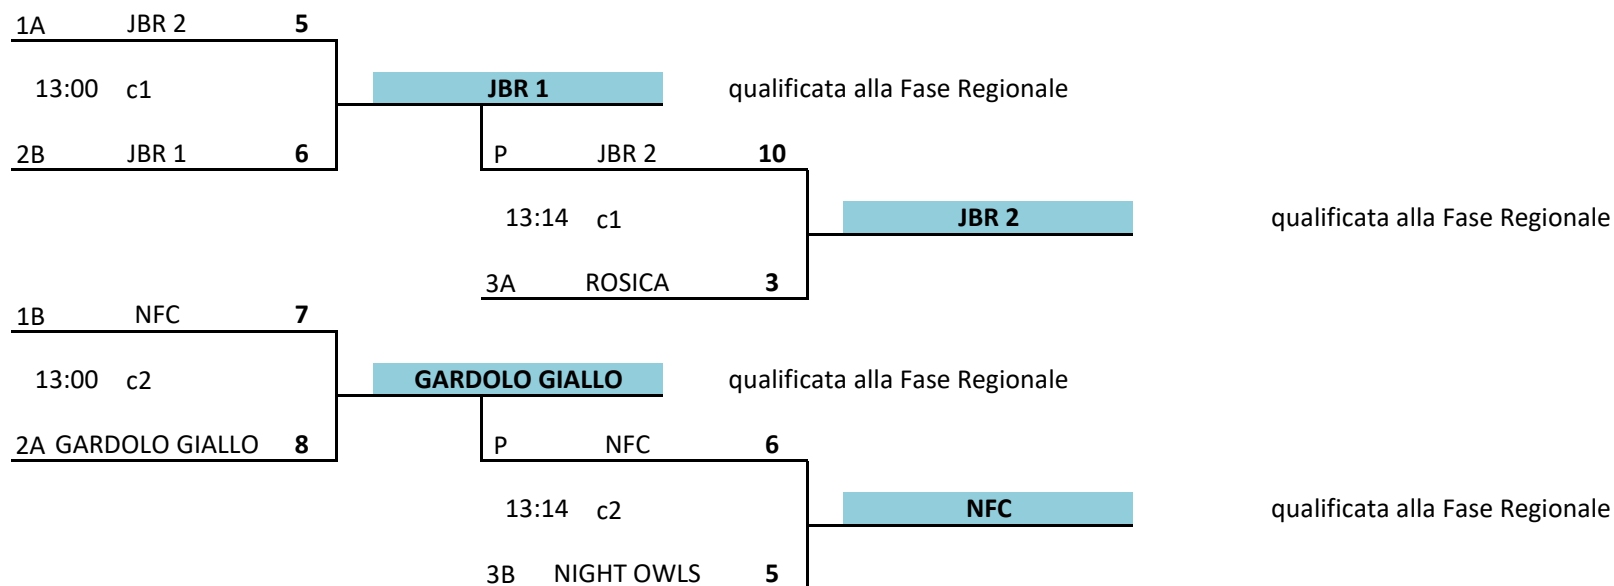 1A JBR 2 5
13:00 c1 JBR 1 qualificata alla Fase Regionale
2B JBR 1 6 P JBR 2 10
13:14 c1 JBR 2 qualificata alla Fase Regionale
3A ROSICA 3
1B NFC 7
13:00 c2 GARDOLO GIALLO qualificata alla Fase Regionale
2A GARDOLO GIALLO 8 P NFC 6
13:14 c2 NFC qualificata alla Fase Regionale
3B NIGHT OWLS 5